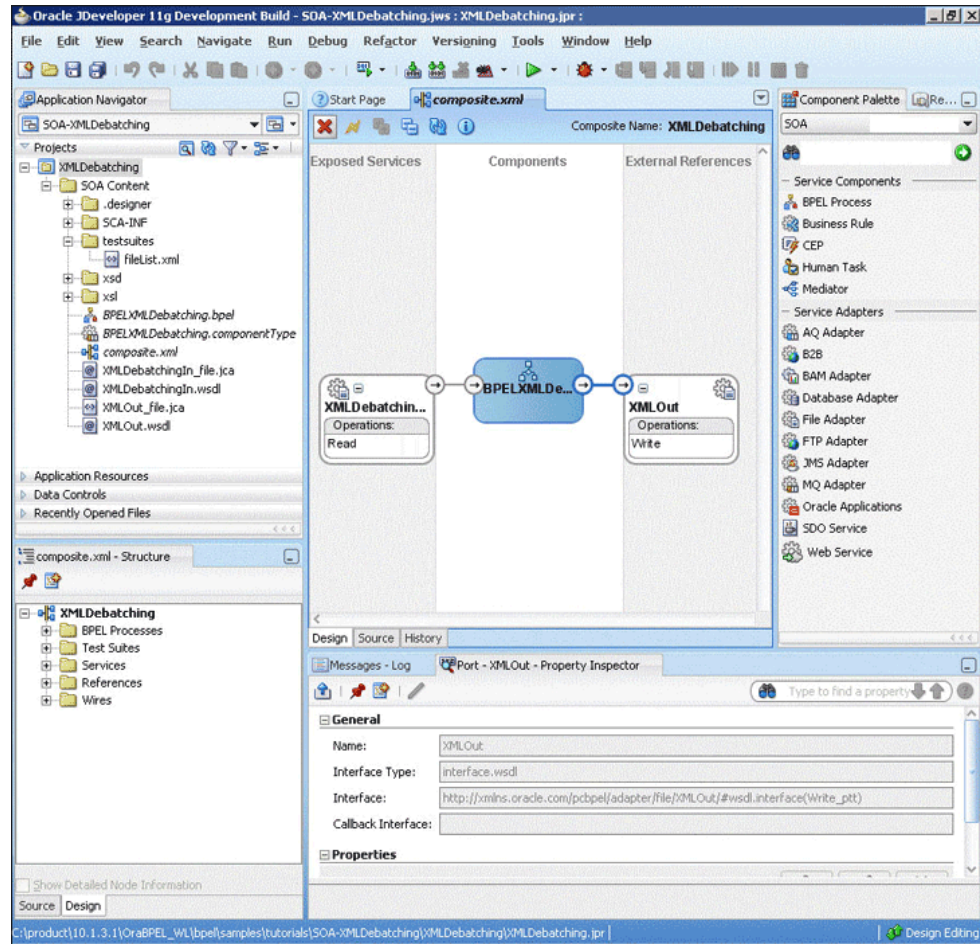 Oracle JDeveloper 11g Development Build - SOA-XMLDebatching.jws : XMLDebatching.jpr :
File Edit View Search Navigate Run Debug Refactor Versioning Tools Window Help
Application Navigator
SOA-XMLDebatching
Projects
XMLDebatching
SOA Content
.designer
SCA-INF
testsuites
fileList.xml
xsd
xsl
BPELXMLDebatching.bpel
BPELXMLDebatching.componentType
composite.xml
XMLDebatchingIn_file.jca
XMLDebatchingIn.wsdl
XMLOut_file.jca
XMLOut.wsdl
Application Resources
Data Controls
Recently Opened Files
composite.xml - Structure
XMLDebatching
BPEL Processes
Test Suites
Services
References
Wires
Show Detailed Node Information
Source Design
Start Page composite.xml
Composite Name: XMLDebatching
Exposed Services Components External References
XMLDebatchin...
Operations:
Read
BPELXMLDe...
XMLOut
Operations:
Write
Design Source History
Component Palette Re...
SOA
Service Components
BPEL Process
Business Rule
CEP
Human Task
Mediator
Service Adapters
AQ Adapter
B2B
BAM Adapter
Database Adapter
File Adapter
FTP Adapter
JMS Adapter
MQ Adapter
Oracle Applications
SDO Service
Web Service
Messages - Log Port - XMLOut - Property Inspector
Type to find a property
General
Name: XMLOut
Interface Type: interface.wsdl
Interface: http://xmlns.oracle.com/pcbpel/adapter/file/XMLOut/#wsdl.interface(Write_ptt)
Callback Interface:
Properties
C:\product\10.1.3.1\OraBPEL_WL\bpel\samples\tutorials\SOA-XMLDebatching\XMLDebatching\XMLDebatching.jpr
Design Editing